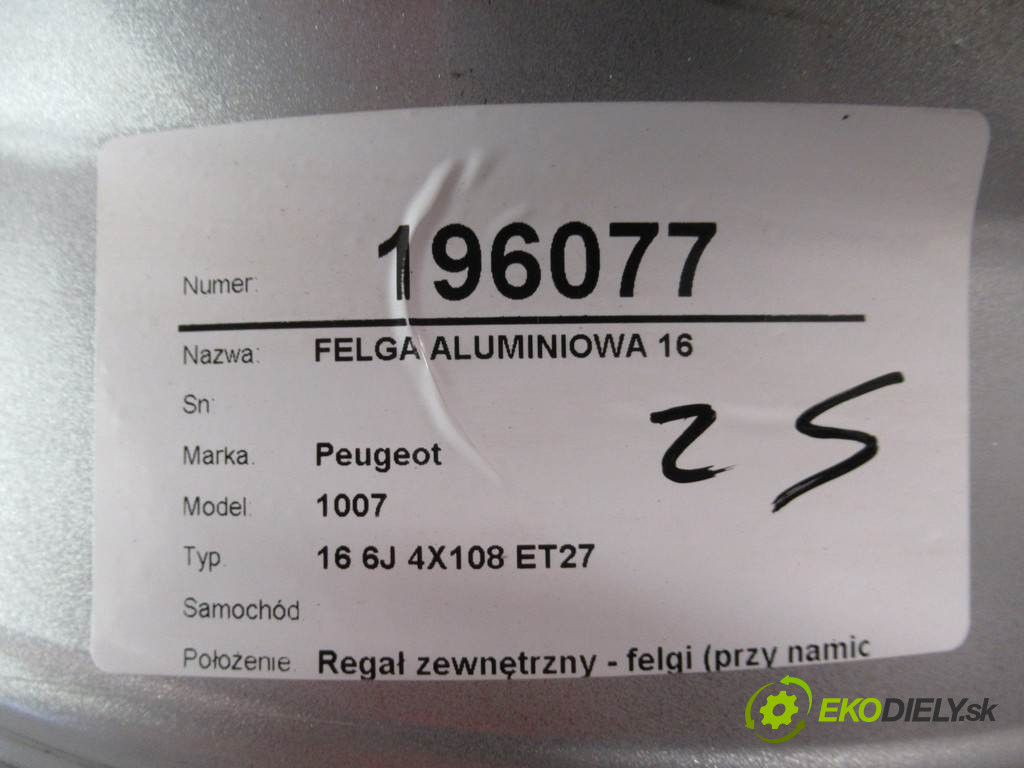 Numer: 196077
Nazwa: FELGA ALUMINIOWA 16
Sn:
25
Marka: Peugeot
Model: 1007
Typ. 16 6J 4X108 ET27
Samochód
Położenie. Regał zewnętrzny - felgi (przy namic
EKODIELY.sk